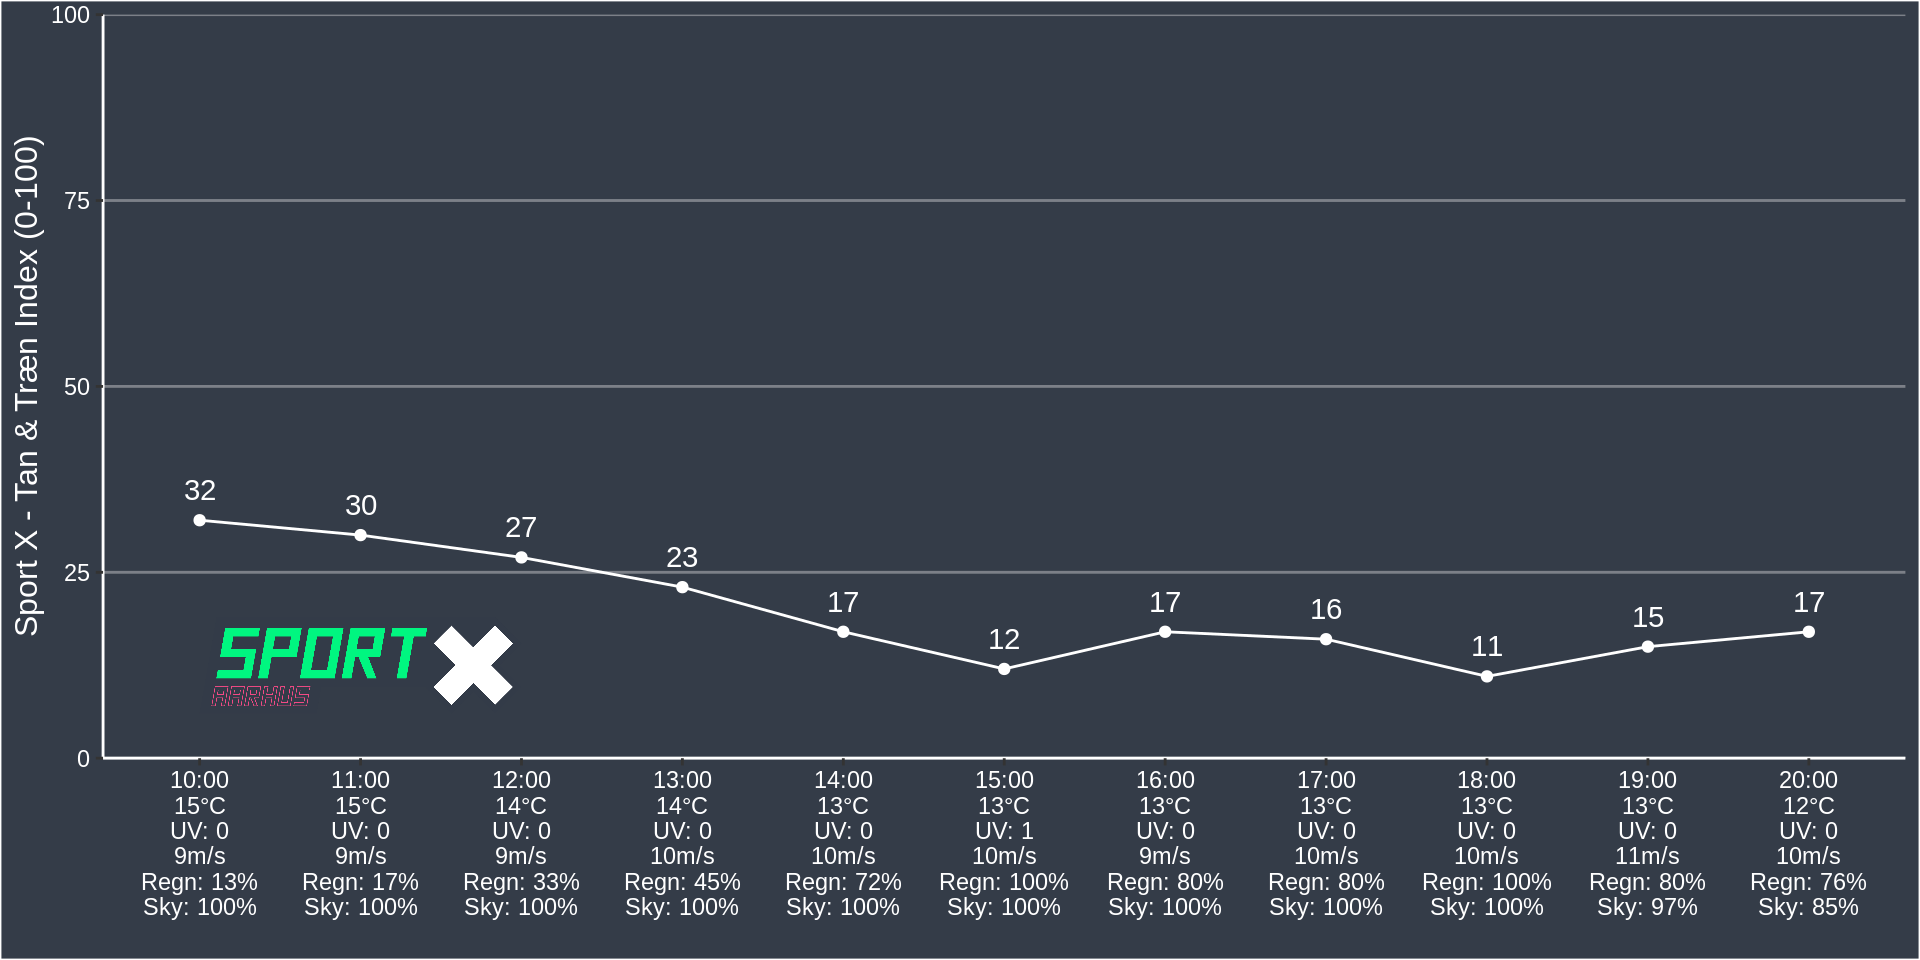 Sport X - Tan & Træn Index (0-100)
100
75
50
25
0
32
30
27
23
17
12
17
16
11
15
17
SPORT X
AARHUS
10:00 11:00 12:00 13:00 14:00 15:00 16:00 17:00 18:00 19:00 20:00
15°C 15°C 14°C 14°C 13°C 13°C 13°C 13°C 13°C 13°C 12°C
UV: 0 UV: 0 UV: 0 UV: 0 UV: 0 UV: 1 UV: 0 UV: 0 UV: 0 UV: 0 UV: 0
9m/s 9m/s 9m/s 10m/s 10m/s 10m/s 9m/s 10m/s 10m/s 11m/s 10m/s
Regn: 13% Regn: 17% Regn: 33% Regn: 45% Regn: 72% Regn: 100% Regn: 80% Regn: 80% Regn: 100% Regn: 80% Regn: 76%
Sky: 100% Sky: 100% Sky: 100% Sky: 100% Sky: 100% Sky: 100% Sky: 100% Sky: 100% Sky: 100% Sky: 97% Sky: 85%